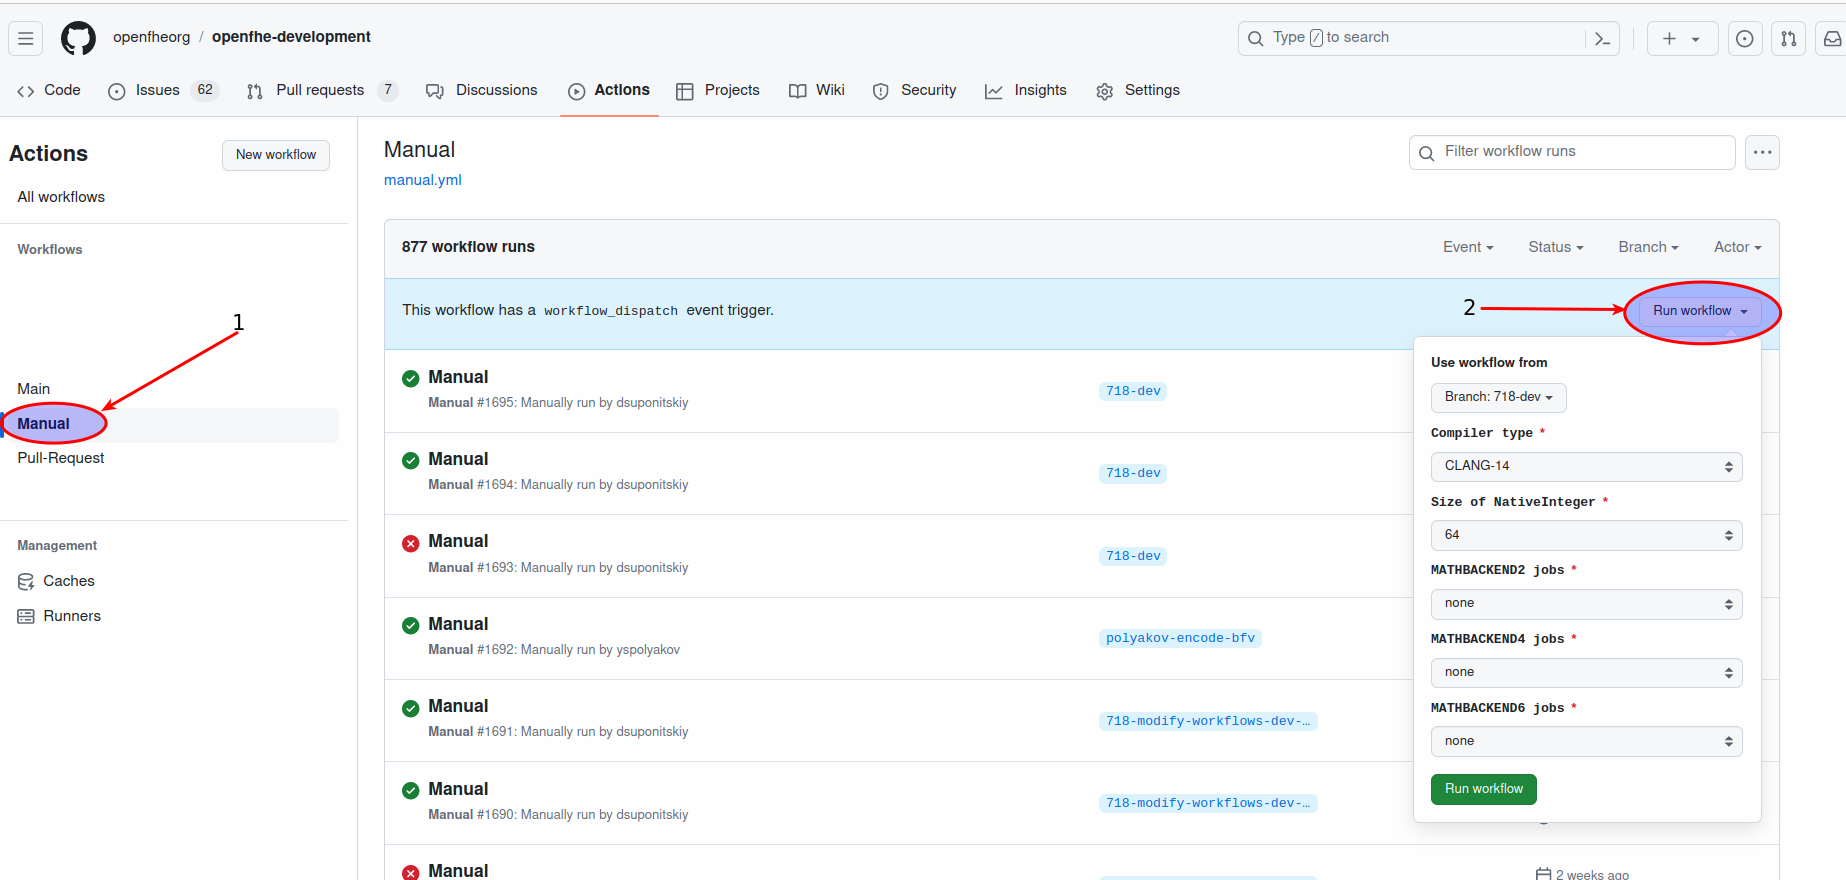 openfheorg / openfhe-development
Type / to search
Code
Issues 62
Pull requests 7
Discussions
Actions
Projects
Wiki
Security
Insights
Settings
Actions
New workflow
All workflows
Workflows
1
Main
Manual
Pull-Request
Management
Caches
Runners
Manual
manual.yml
Filter workflow runs
877 workflow runs
Event
Status
Branch
Actor
This workflow has a workflow_dispatch event trigger.
2
Run workflow
Manual
Manual #1695: Manually run by dsuponitskiy
718-dev
Manual
Manual #1694: Manually run by dsuponitskiy
718-dev
Manual
Manual #1693: Manually run by dsuponitskiy
718-dev
Manual
Manual #1692: Manually run by yspolyakov
polyakov-encode-bfv
Manual
Manual #1691: Manually run by dsuponitskiy
718-modify-workflows-dev-…
Manual
Manual #1690: Manually run by dsuponitskiy
718-modify-workflows-dev-…
Manual
2 weeks ago
Use workflow from
Branch: 718-dev
Compiler type *
CLANG-14
Size of NativeInteger *
64
MATHBACKEND2 jobs *
none
MATHBACKEND4 jobs *
none
MATHBACKEND6 jobs *
none
Run workflow